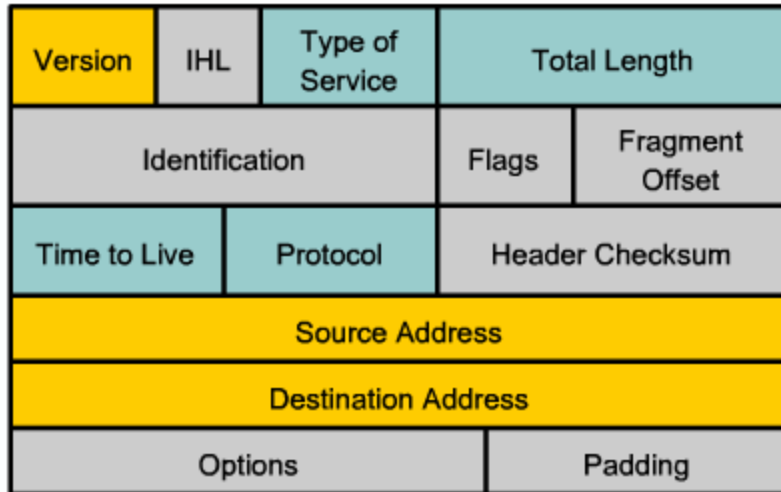 Version IHL Type of Service Total Length
Identification Flags Fragment Offset
Time to Live Protocol Header Checksum
Source Address
Destination Address
Options Padding